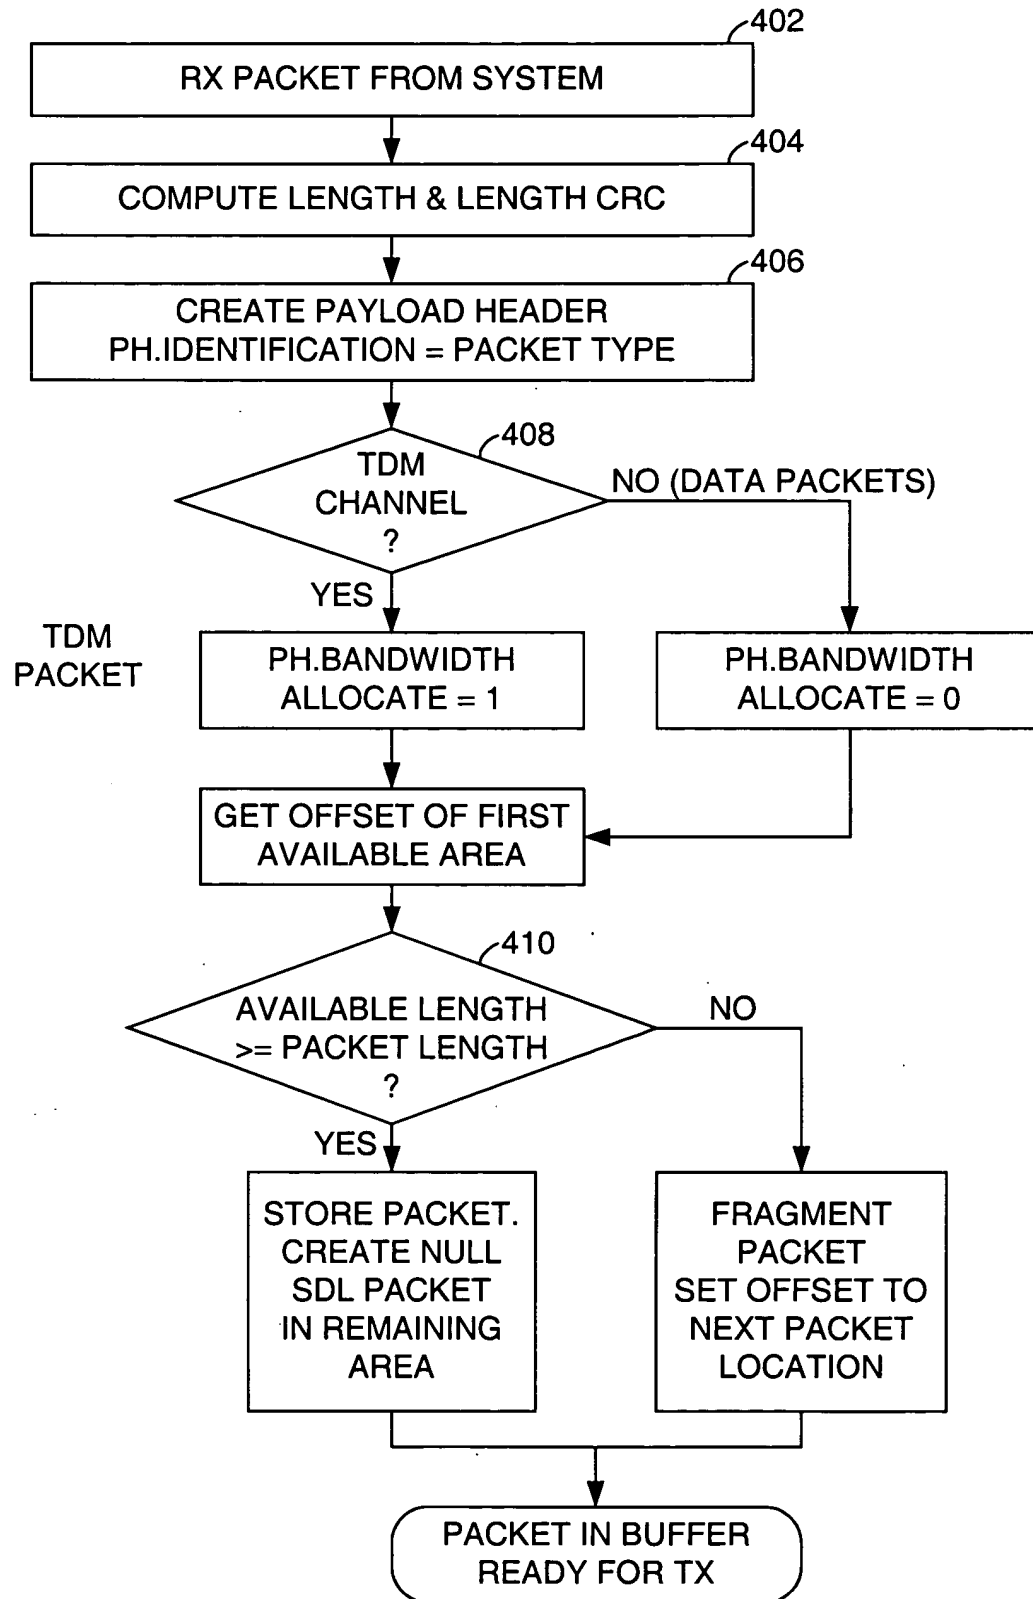 402
RX PACKET FROM SYSTEM
404
COMPUTE LENGTH & LENGTH CRC
406
CREATE PAYLOAD HEADER
PH.IDENTIFICATION = PACKET TYPE
408
TDM
CHANNEL
?
NO (DATA PACKETS)
YES
TDM
PACKET
PH.BANDWIDTH
ALLOCATE = 1
PH.BANDWIDTH
ALLOCATE = 0
GET OFFSET OF FIRST
AVAILABLE AREA
410
AVAILABLE LENGTH
>= PACKET LENGTH
?
NO
YES
STORE PACKET.
CREATE NULL
SDL PACKET
IN REMAINING
AREA
FRAGMENT
PACKET
SET OFFSET TO
NEXT PACKET
LOCATION
PACKET IN BUFFER
READY FOR TX